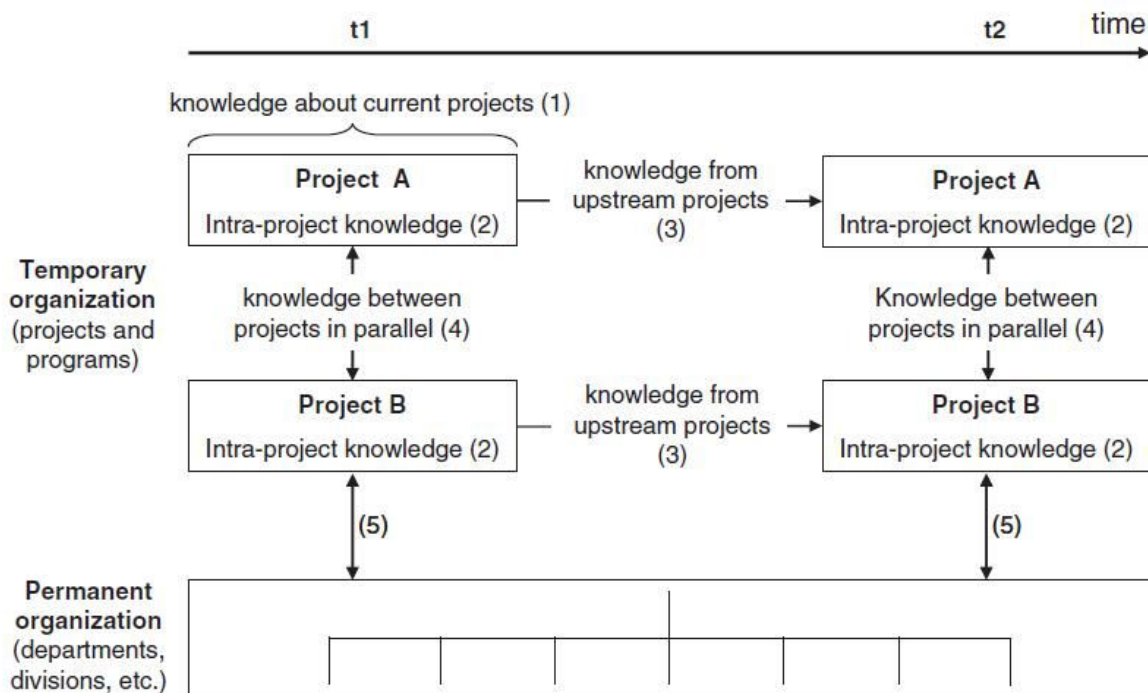 t1
t2
time
knowledge about current projects (1)
Project A
Intra-project knowledge (2)
knowledge from
upstream projects
(3)
Project A
Intra-project knowledge (2)
Temporary
organization
(projects and
programs)
knowledge between
projects in parallel (4)
Knowledge between
projects in parallel (4)
Project B
Intra-project knowledge (2)
knowledge from
upstream projects
(3)
Project B
Intra-project knowledge (2)
(5)
(5)
Permanent
organization
(departments,
divisions, etc.)